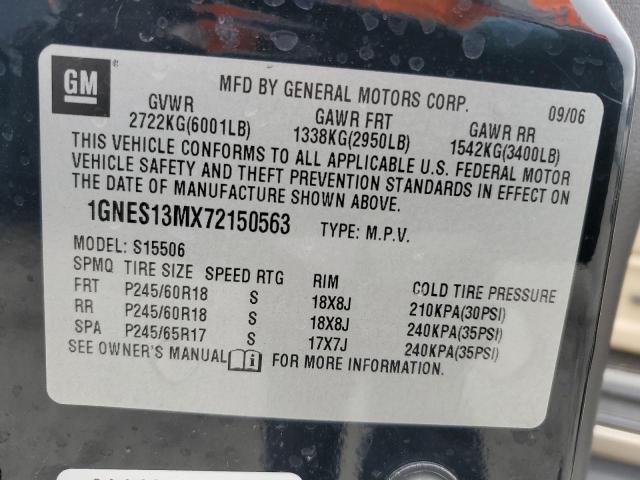 GM ®
MFD BY GENERAL MOTORS CORP. 09/06
GVWR GAWR FRT GAWR RR
2722KG(6001LB) 1338KG(2950LB) 1542KG(3400LB)
THIS VEHICLE CONFORMS TO ALL APPLICABLE U.S. FEDERAL MOTOR
VEHICLE SAFETY AND THEFT PREVENTION STANDARDS IN EFFECT ON
THE DATE OF MANUFACTURE SHOWN ABOVE.
1GNES13MX72150563 TYPE: M.P.V.
MODEL: S15506
SPMQ TIRE SIZE SPEED RTG RIM COLD TIRE PRESSURE
FRT P245/60R18 S 18X8J 210KPA(30PSI)
RR P245/60R18 S 18X8J 240KPA(35PSI)
SPA P245/65R17 S 17X7J 240KPA(35PSI)
SEE OWNER'S MANUAL i FOR MORE INFORMATION.